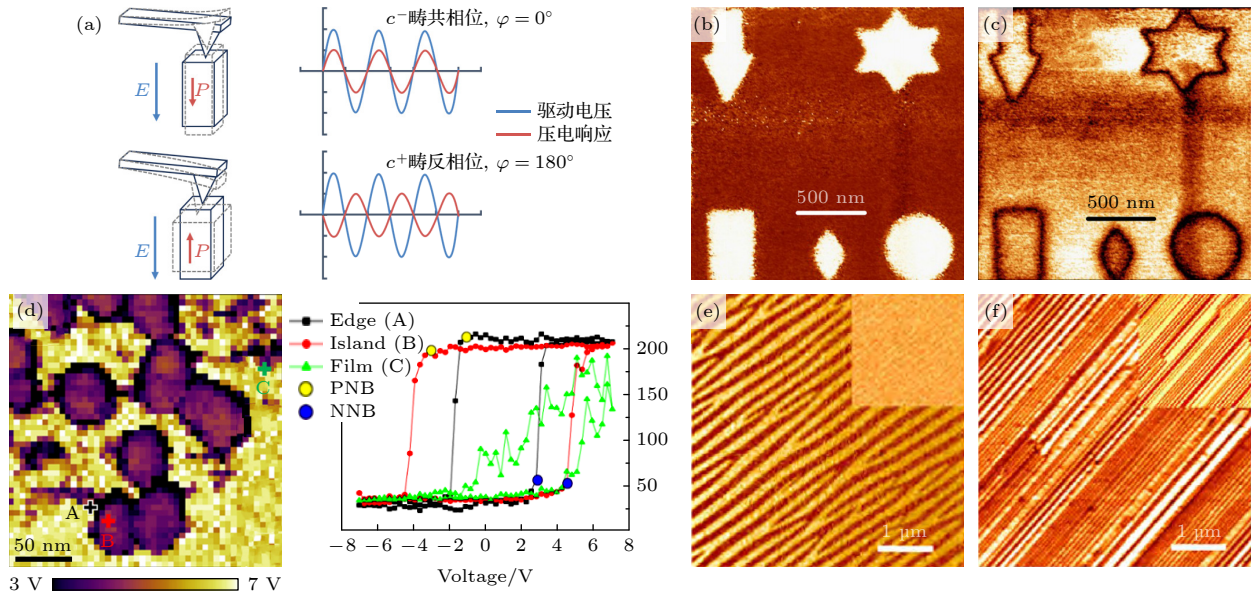 (a)
c⁻畴共相位, φ = 0°
E
P
驱动电压
压电响应
c⁺畴反相位, φ = 180°
E
P
(b)
500 nm
(c)
500 nm
(d)
A
B
C
50 nm
3 V
7 V
Edge (A)
Island (B)
Film (C)
PNB
NNB
200
150
100
50
−8 −6 −4 −2 0 2 4 6 8
Voltage/V
(e)
1 μm
(f)
1 μm